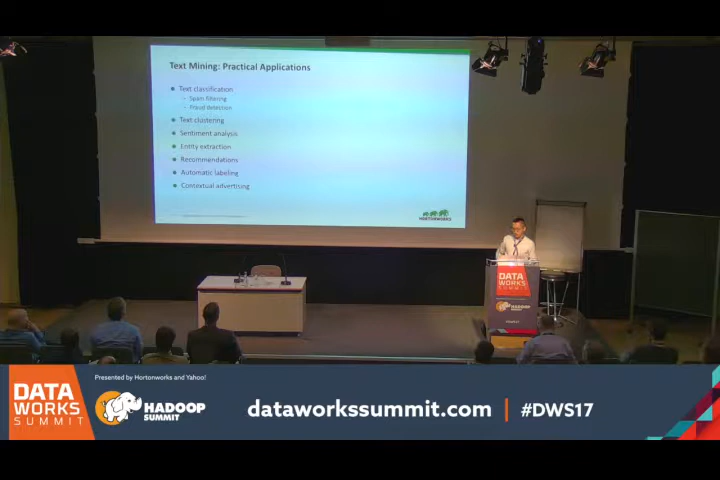 Text Mining: Practical Applications
Text classification
Spam filtering
Fraud detection
Text clustering
Sentiment analysis
Entity extraction
Recommendations
Automatic labeling
Contextual advertising
HORTONWORKS
DATA
WORKS
SUMMIT
HADOOP
DATA
WORKS
SUMMIT
Presented by Hortonworks and Yahoo!
HADOOP
SUMMIT
dataworkssummit.com | #DWS17